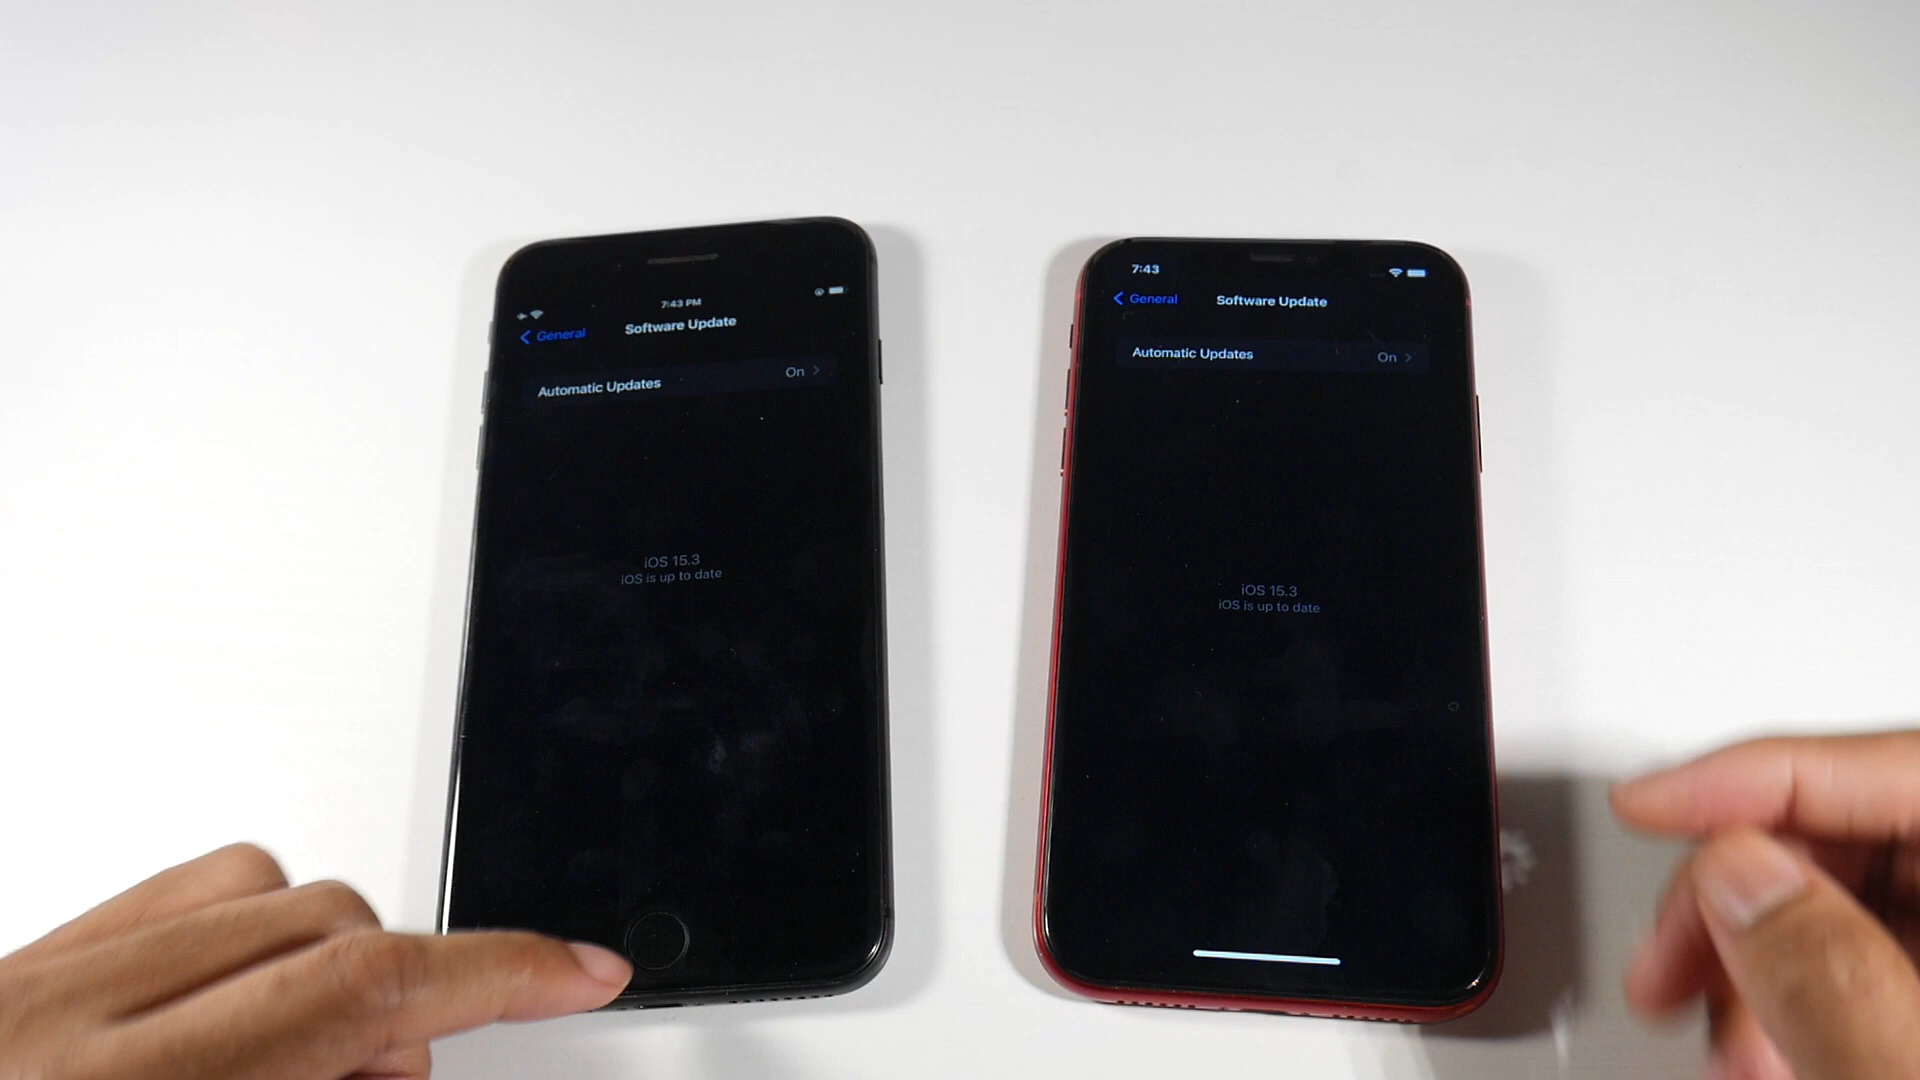 7:43 PM
General
Software Update
Automatic Updates
On
iOS 15.3
iOS is up to date
7:43
General
Software Update
Automatic Updates
On
iOS 15.3
iOS is up to date